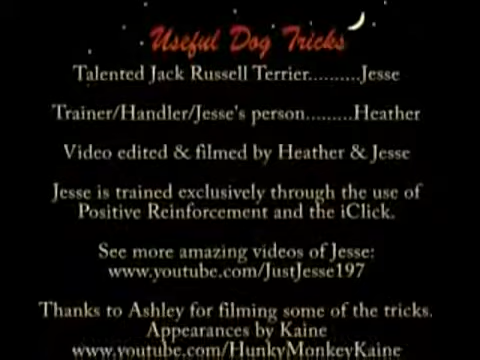 Useful Dog Tricks
Talented Jack Russell Terrier..........Jesse
Trainer/Handler/Jesse's person.........Heather
Video edited & filmed by Heather & Jesse
Jesse is trained exclusively through the use of
Positive Reinforcement and the iClick.
See more amazing videos of Jesse:
www.youtube.com/JustJesse197
Thanks to Ashley for filming some of the tricks.
Appearances by Kaine
www.youtube.com/HunkyMonkeyKaine